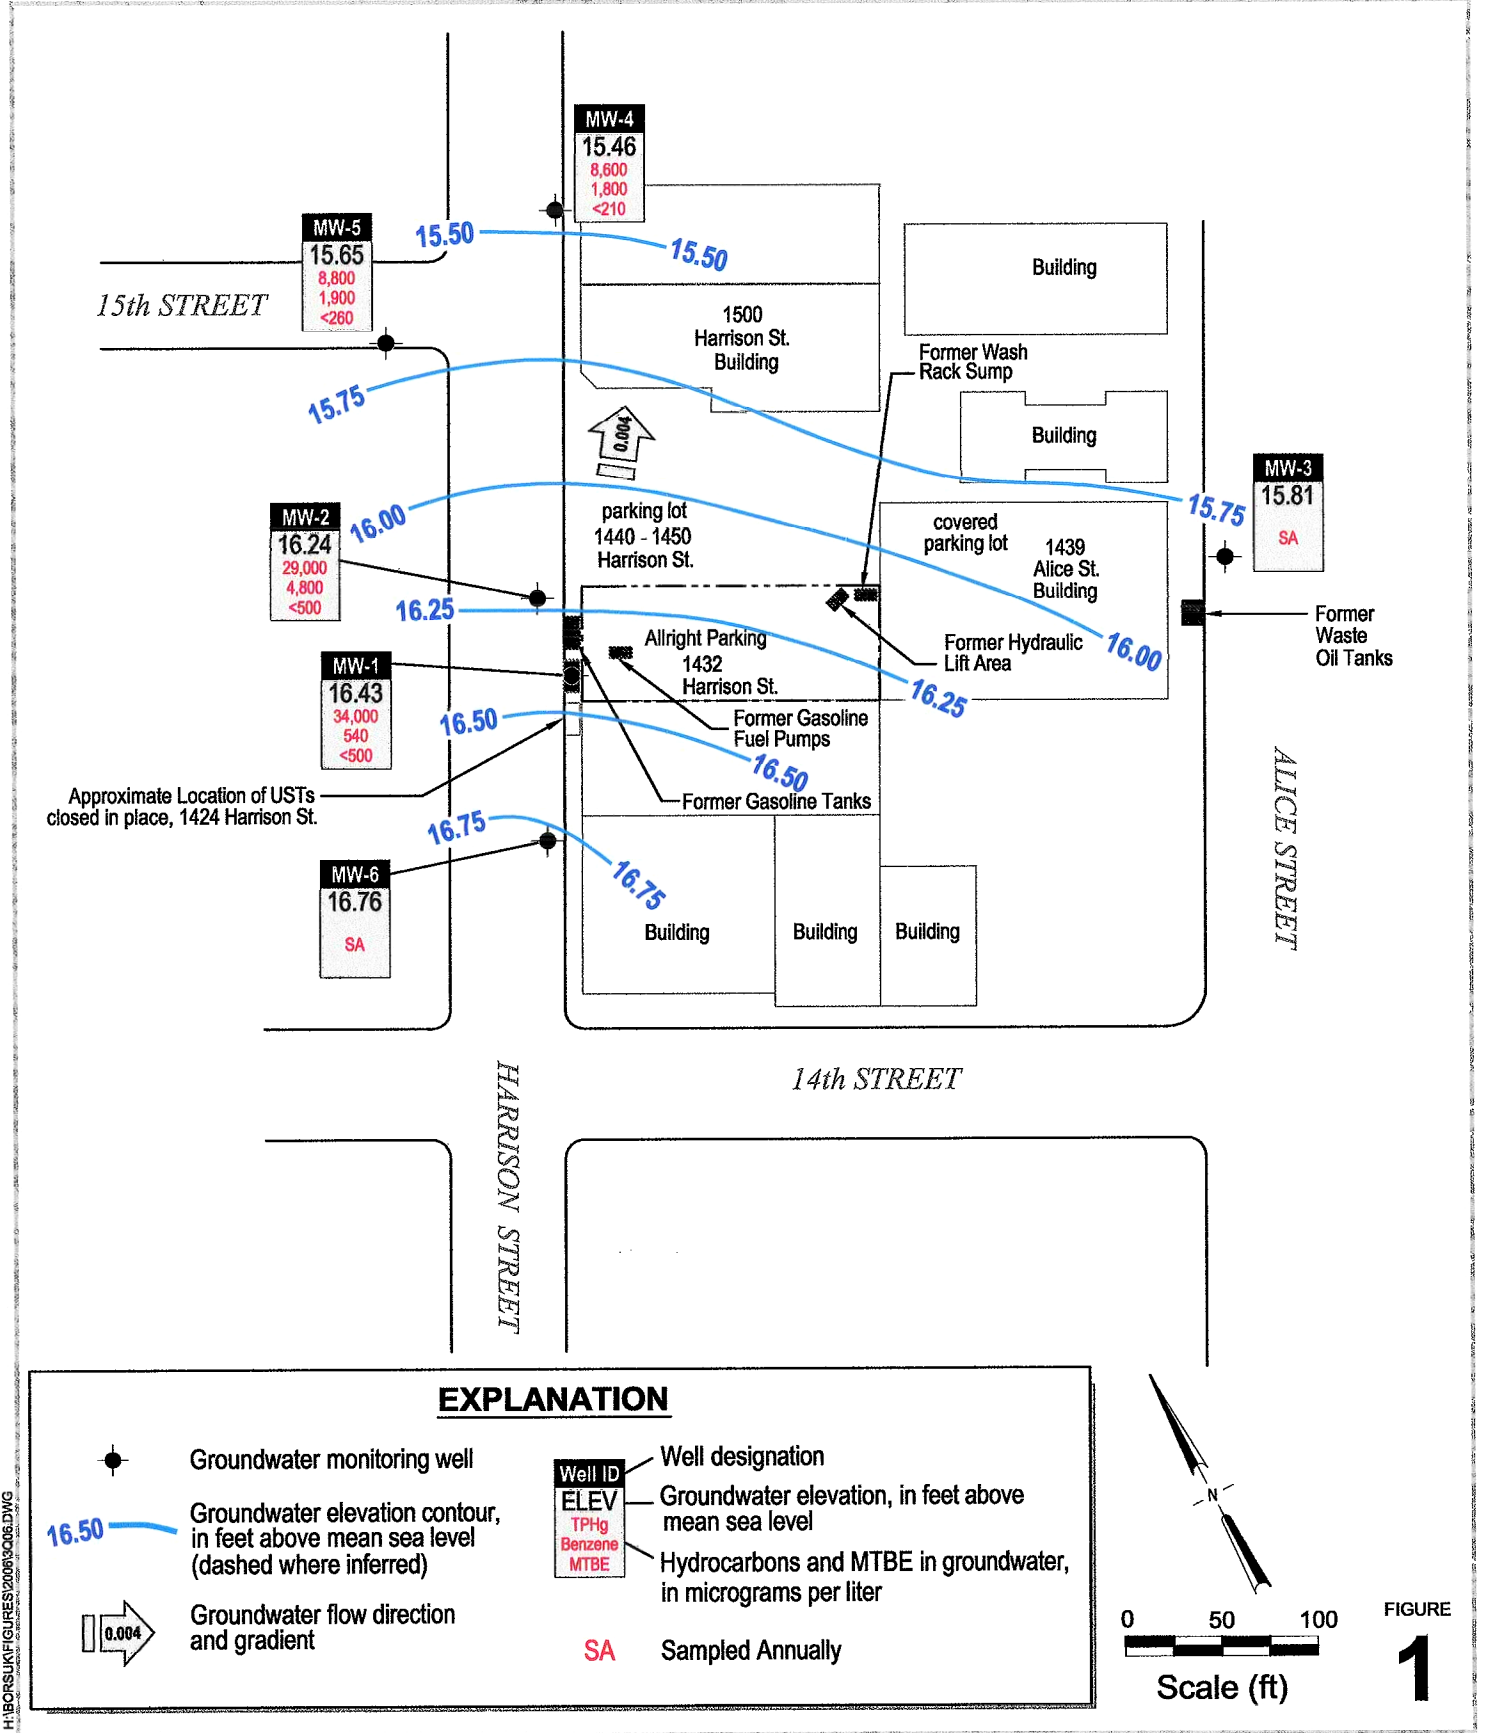 MW-4
15.46
8,600
1,800
<210
MW-5
15.65
8,800
1,900
<260
15.50
15.50
15th STREET
Building
1500
Harrison St.
Building
Former Wash
Rack Sump
15.75
0.004
Building
MW-3
15.81
SA
15.75
MW-2
16.24
29,000
4,800
<500
16.00
parking lot
1440 - 1450
Harrison St.
covered
parking lot
1439
Alice St.
Building
16.25
Allright Parking
1432
Harrison St.
Former Hydraulic
Lift Area
16.00
Former
Waste
Oil Tanks
MW-1
16.43
34,000
540
<500
16.25
16.50
Former Gasoline
Fuel Pumps
16.50
Former Gasoline Tanks
Approximate Location of USTs
closed in place, 1424 Harrison St.
16.75
16.75
MW-6
16.76
SA
Building
Building
Building
ALICE STREET
14th STREET
HARRISON STREET
EXPLANATION
Groundwater monitoring well
16.50
Groundwater elevation contour,
in feet above mean sea level
(dashed where inferred)
0.004
Groundwater flow direction
and gradient
Well ID
ELEV
TPHg
Benzene
MTBE
Well designation
Groundwater elevation, in feet above
mean sea level
Hydrocarbons and MTBE in groundwater,
in micrograms per liter
SA
Sampled Annually
N
0 50 100
Scale (ft)
FIGURE
1
H:\BORSUK\FIGURES\2006\3Q06.DWG